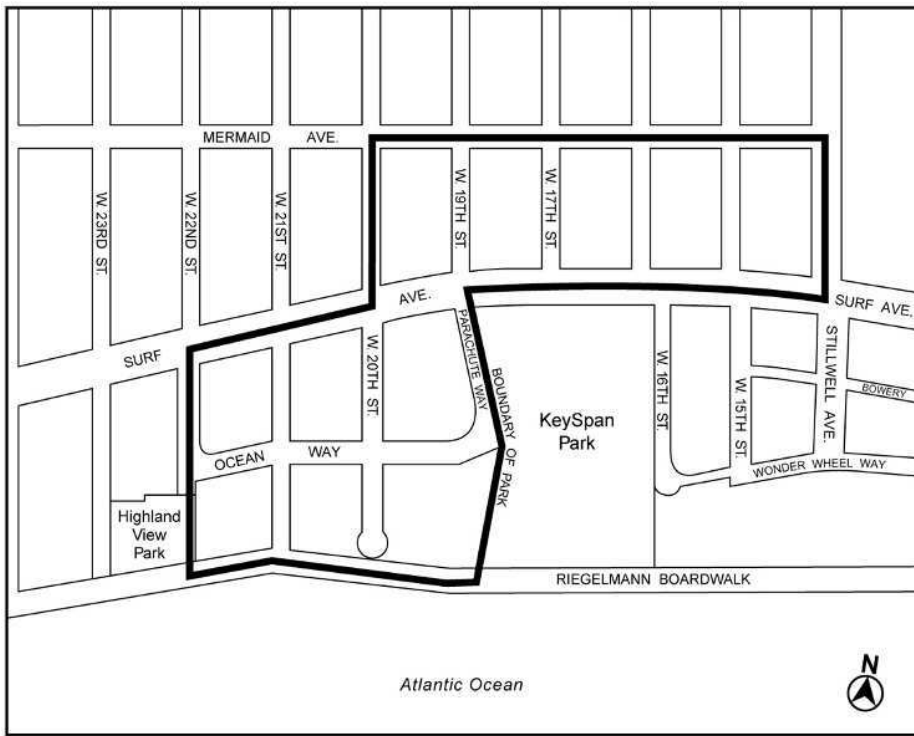 MERMAID AVE.
W. 23RD ST.
W. 22ND ST.
W. 21ST ST.
W. 19TH ST.
W. 17TH ST.
SURF AVE.
SURF AVE.
W. 20TH ST.
PARACHUTE WAY
BOUNDARY OF PARK
KeySpan
Park
W. 16TH ST.
W. 15TH ST.
STILLWELL AVE.
BOWERY
WONDER WHEEL WAY
OCEAN WAY
Highland
View
Park
RIEGELMANN BOARDWALK
Atlantic Ocean
N